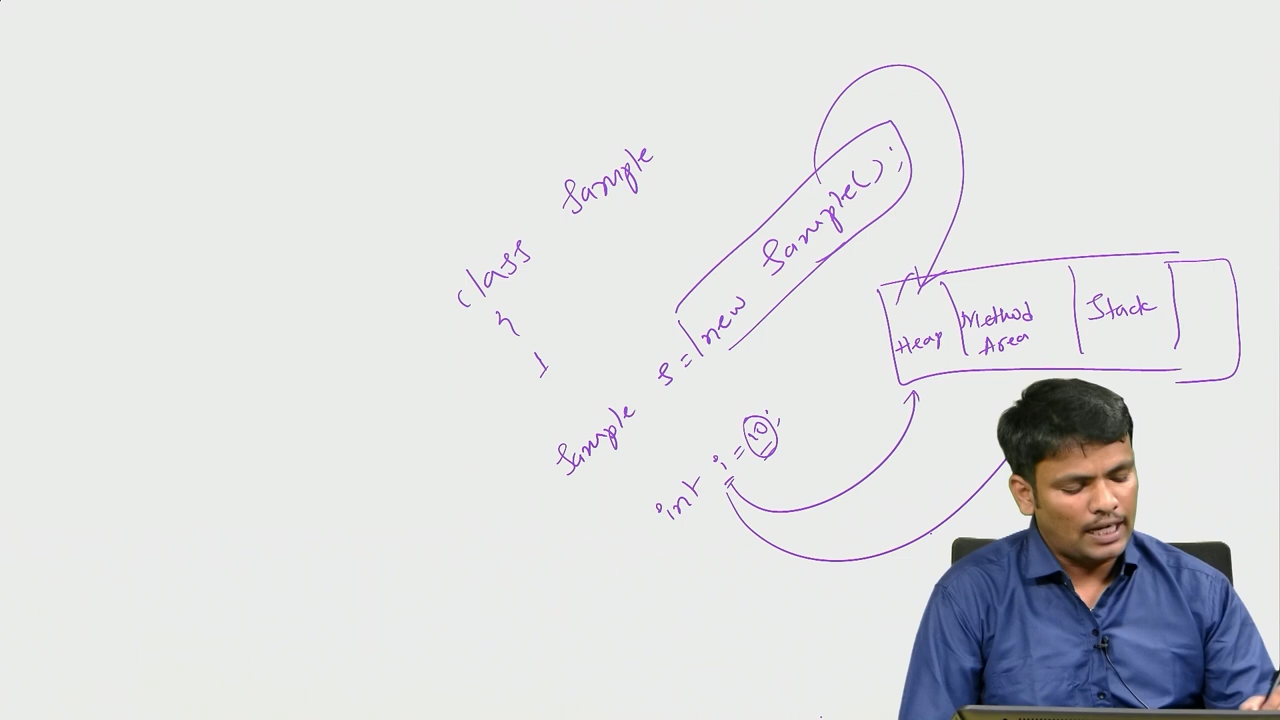 class Sample
{
}
Sample s = new Sample();
int i = 10;
Heap
Method Area
Stack